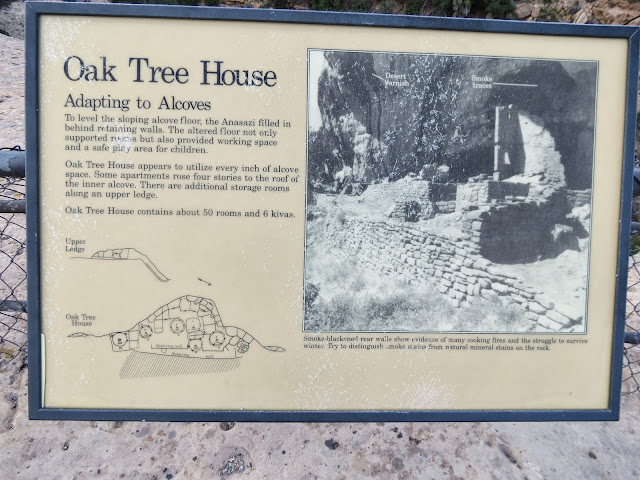 Oak Tree House
Adapting to Alcoves
To level the sloping alcove floor, the Anasazi filled in
behind retaining walls. The altered floor not only
supported rooms but also provided working space
and a safe play area for children.
Oak Tree House appears to utilize every inch of alcove
space. Some apartments rose four stories to the roof of
the inner alcove. There are additional storage rooms
along an upper ledge.
Oak Tree House contains about 50 rooms and 6 kivas.
Desert
Varnish
Smoke
Traces
Upper
Ledge
Oak Tree
House
Retaining wall
Smoke-blackened rear walls show evidence of many cooking fires and the struggle to survive
winter. Try to distinguish smoke stains from natural mineral stains on the rock.